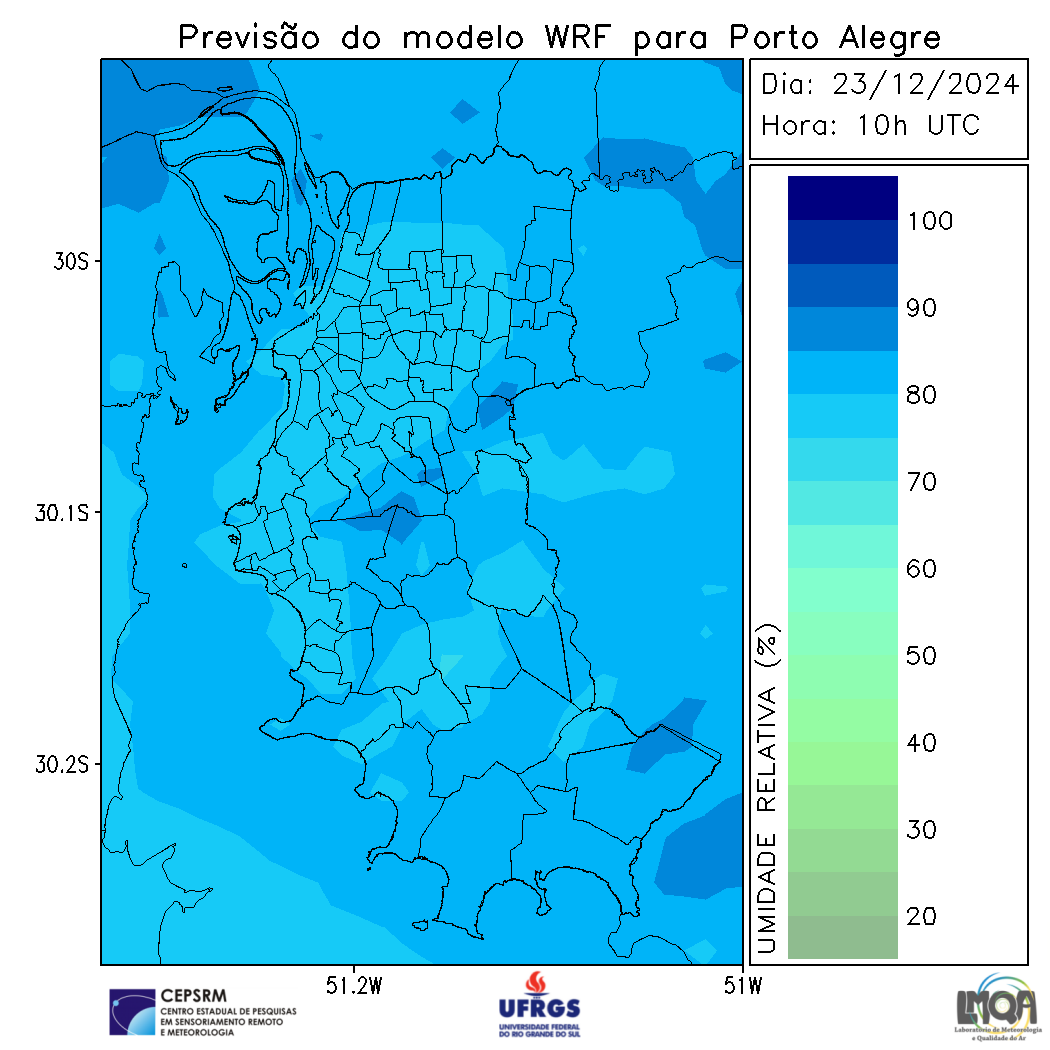 Previsão do modelo WRF para Porto Alegre
Dia: 23/12/2024
Hora: 10h UTC
100
90
80
70
60
50
40
30
20
UMIDADE RELATIVA (%)
30S
30.1S
30.2S
51.2W
51W
CEPSRM
CENTRO ESTADUAL DE PESQUISAS
EM SENSORIAMENTO REMOTO
E METEOROLOGIA
UFRGS
UNIVERSIDADE FEDERAL
DO RIO GRANDE DO SUL
LMQA
Laboratório de Meteorologia
e Qualidade do Ar